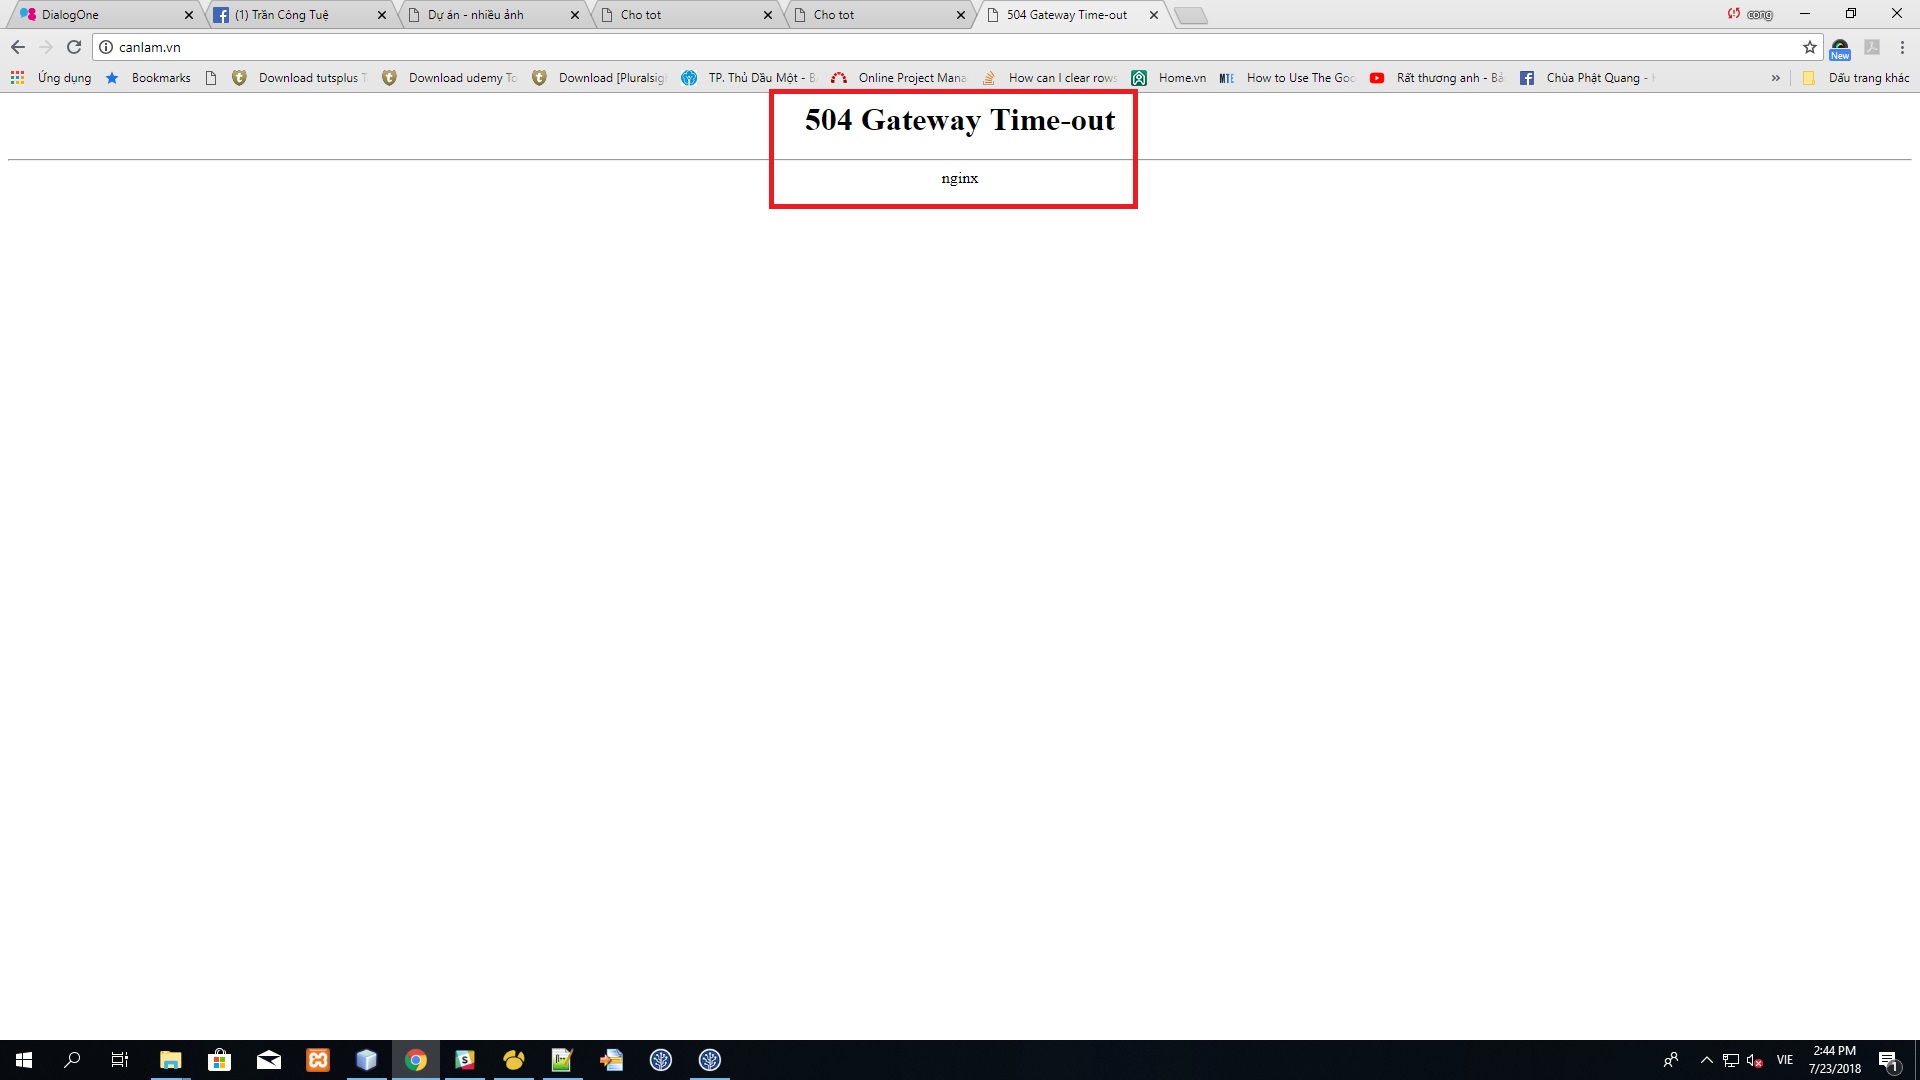 DialogOne
(1) Trần Công Tuệ
Dự án - nhiều ảnh
Cho tot
Cho tot
504 Gateway Time-out
cong
canlam.vn
New
Ứng dụng
Bookmarks
Download tutsplus T
Download udemy To
Download [Pluralsig
TP. Thủ Dầu Một - B
Online Project Mana
How can I clear rows
Home.vn
MTE
How to Use The Goo
Rất thương anh - Bả
Chùa Phật Quang -
»
Dấu trang khác
504 Gateway Time-out
nginx
VIE
2:44 PM
7/23/2018
1